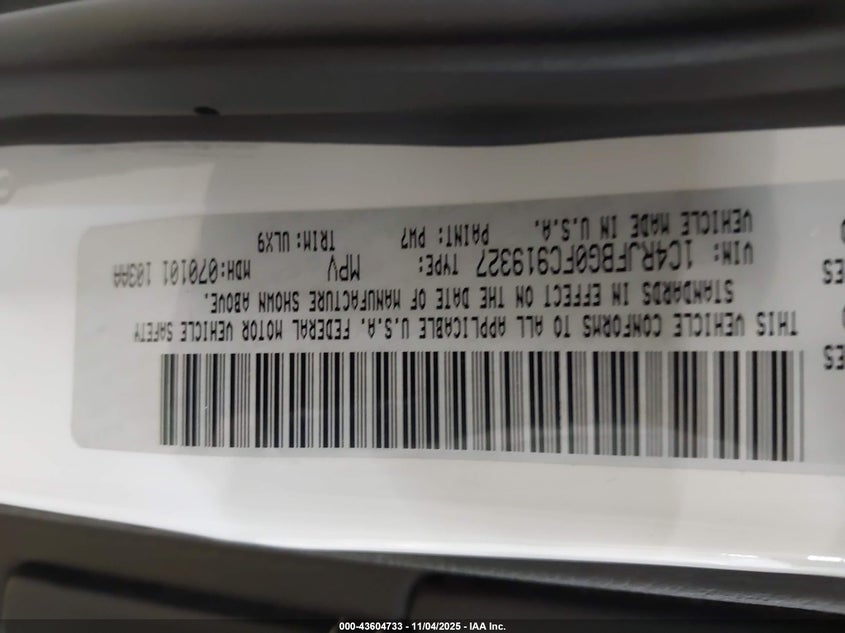 THIS VEHICLE CONFORMS TO ALL APPLICABLE U.S.A. FEDERAL MOTOR VEHICLE SAFETY
STANDARDS IN EFFECT ON THE DATE OF MANUFACTURE SHOWN ABOVE.
VIN: 1C4RJFBG0FC919327 TYPE: MPV MDH:070101 103AA
VEHICLE MADE IN U.S.A. PAINT: PW7 TRIM:ULX9
000-43604733 - 11/04/2025 - IAA Inc.